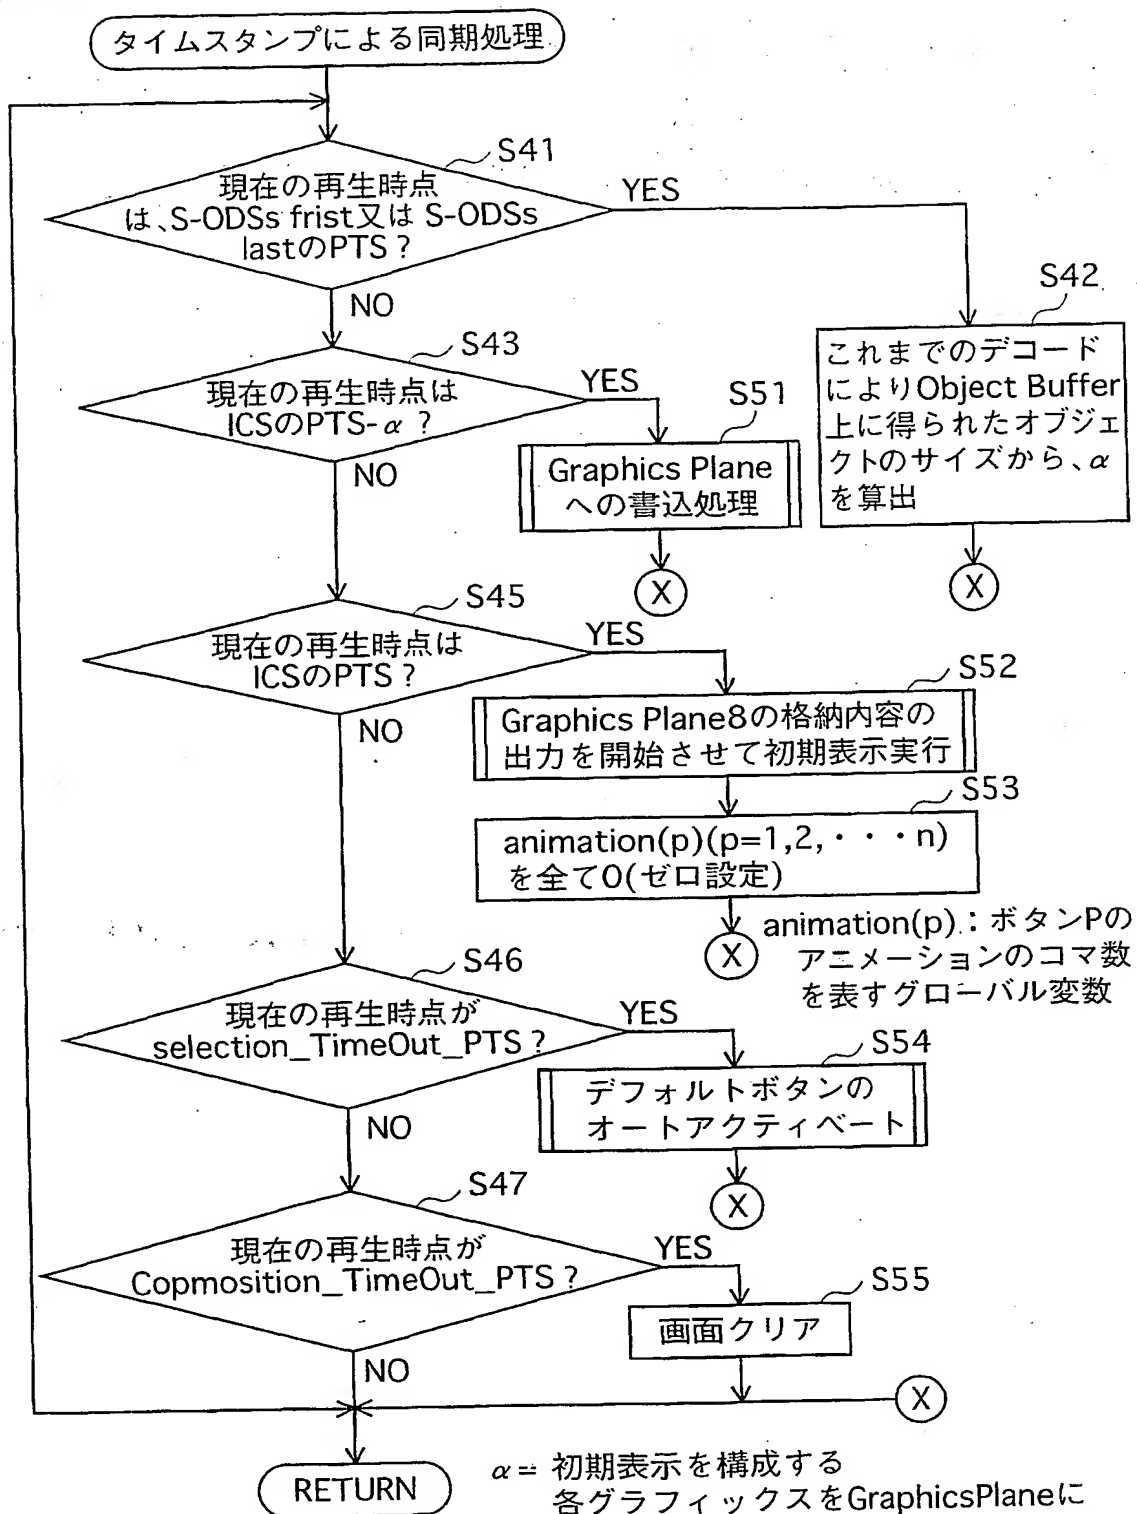 タイムスタンプによる同期処理
S41
現在の再生時点
は、S-ODSs frist又は S-ODSs
lastのPTS？
YES
NO
S42
これまでのデコード
によりObject Buffer
上に得られたオブジェ
クトのサイズから、α
を算出
X
S43
現在の再生時点は
ICSのPTS-α？
YES
NO
S51
Graphics Plane
への書込処理
X
S45
現在の再生時点は
ICSのPTS？
YES
NO
S52
Graphics Plane8の格納内容の
出力を開始させて初期表示実行
S53
animation(p)(p=1,2,・・・n)
を全て0(ゼロ設定)
X
animation(p)：ボタンPの
アニメーションのコマ数
を表すグローバル変数
S46
現在の再生時点が
selection_TimeOut_PTS？
YES
NO
S54
デフォルトボタンの
オートアクティベート
X
S47
現在の再生時点が
Copmosition_TimeOut_PTS？
YES
NO
S55
画面クリア
X
RETURN
α= 初期表示を構成する
各グラフィックスをGraphicsPlaneに